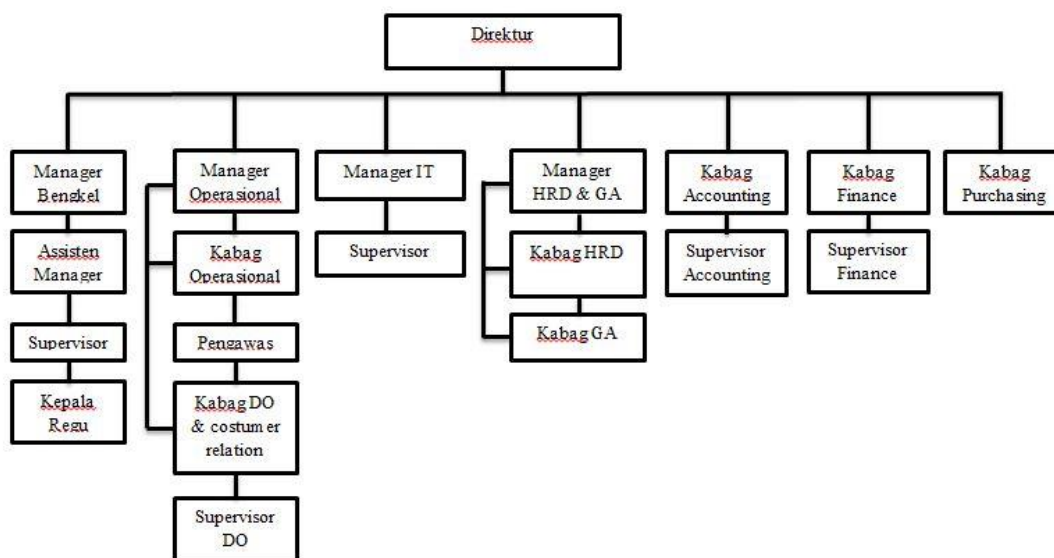 Direktur
Manager
Bengkel
Manager
Operasional
Manager IT
Manager
HRD & GA
Kabag
Accounting
Kabag
Finance
Kabag
Purchasing
Assisten
Manager
Kabag
Operasional
Supervisor
Kabag HRD
Supervisor
Accounting
Supervisor
Finance
Supervisor
Pengawas
Kabag GA
Kepala
Regu
Kabag DO
& costumer
relation
Supervisor
DO